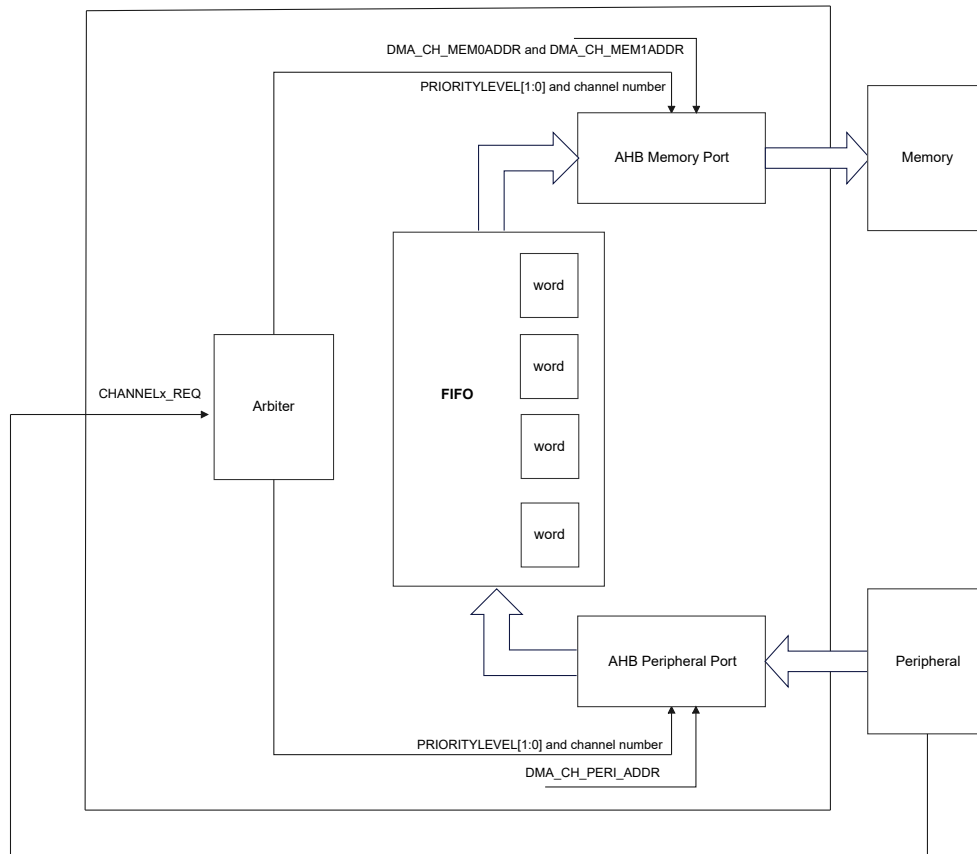 DMA_CH_MEM0ADDR and DMA_CH_MEM1ADDR
PRIORITYLEVEL[1:0] and channel number
AHB Memory Port
Memory
word
word
FIFO
CHANNELx_REQ
Arbiter
word
word
AHB Peripheral Port
Peripheral
PRIORITYLEVEL[1:0] and channel number
DMA_CH_PERI_ADDR